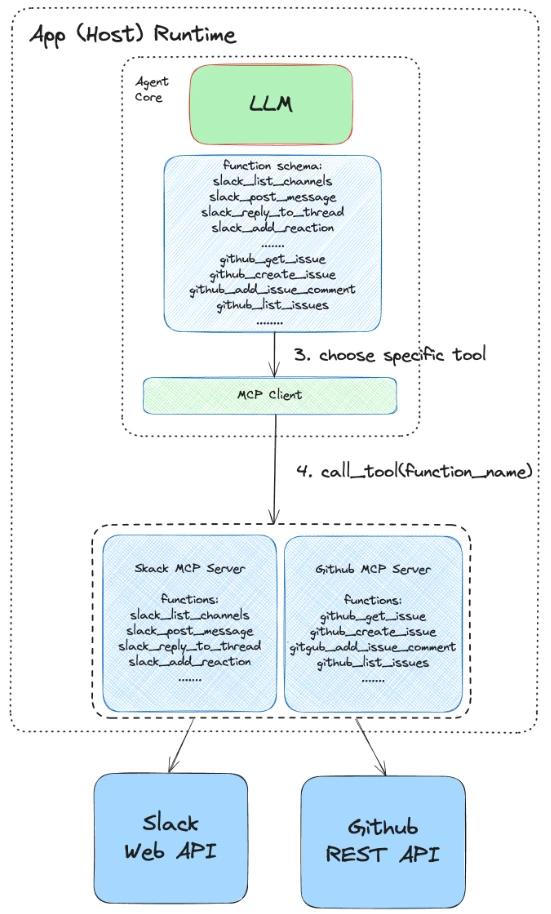 App (Host) Runtime
Agent
Core
LLM
function schema:
slack_list_channels
slack_post_message
slack_reply_to_thread
slack_add_reaction
.......
github_get_issue
github_create_issue
github_add_issue_comment
github_list_issues
........
3. choose specific tool
MCP Client
4. call_tool(function_name)
Skack MCP Server
functions:
slack_list_channels
slack_post_message
slack_reply_to_thread
slack_add_reaction
.......
Github MCP Server
functions:
github_get_issue
github_create_issue
gitgub_add_issue_comment
github_list_issues
.......
Slack
Web API
Github
REST API